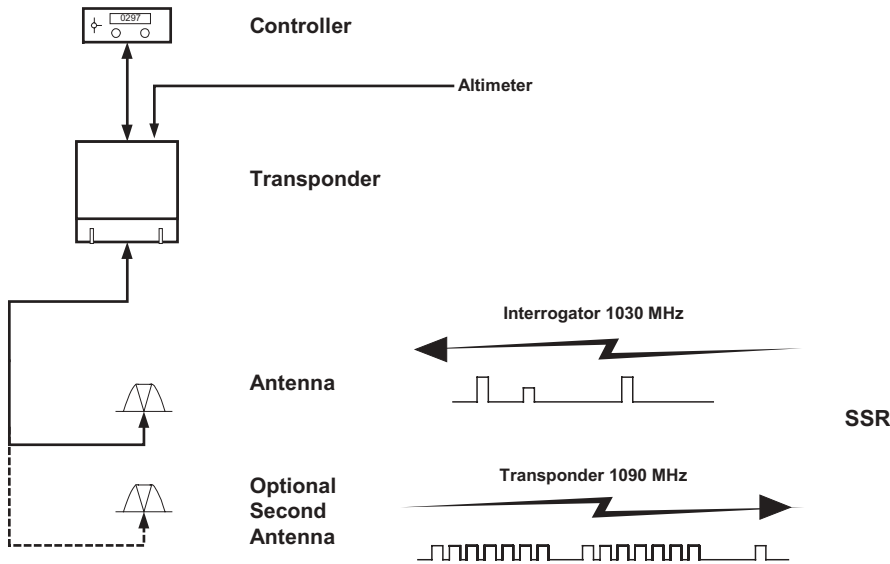 0297
Controller
Altimeter
Transponder
Interrogator 1030 MHz
Antenna
SSR
Transponder 1090 MHz
Optional
Second
Antenna